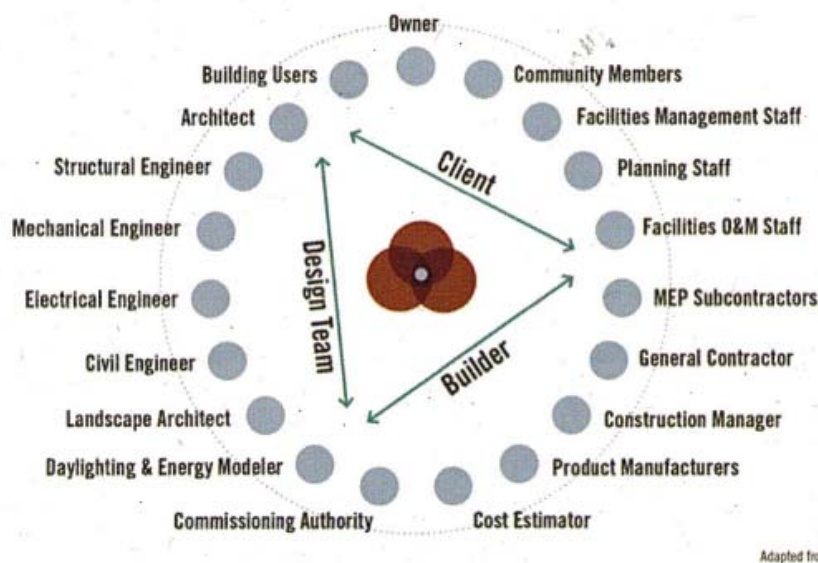 Owner
Building Users
Community Members
Architect
Facilities Management Staff
Structural Engineer
Client
Planning Staff
Mechanical Engineer
Facilities O&M Staff
Design Team
Electrical Engineer
MEP Subcontractors
Builder
Civil Engineer
General Contractor
Landscape Architect
Construction Manager
Daylighting & Energy Modeler
Product Manufacturers
Commissioning Authority
Cost Estimator
Adapted